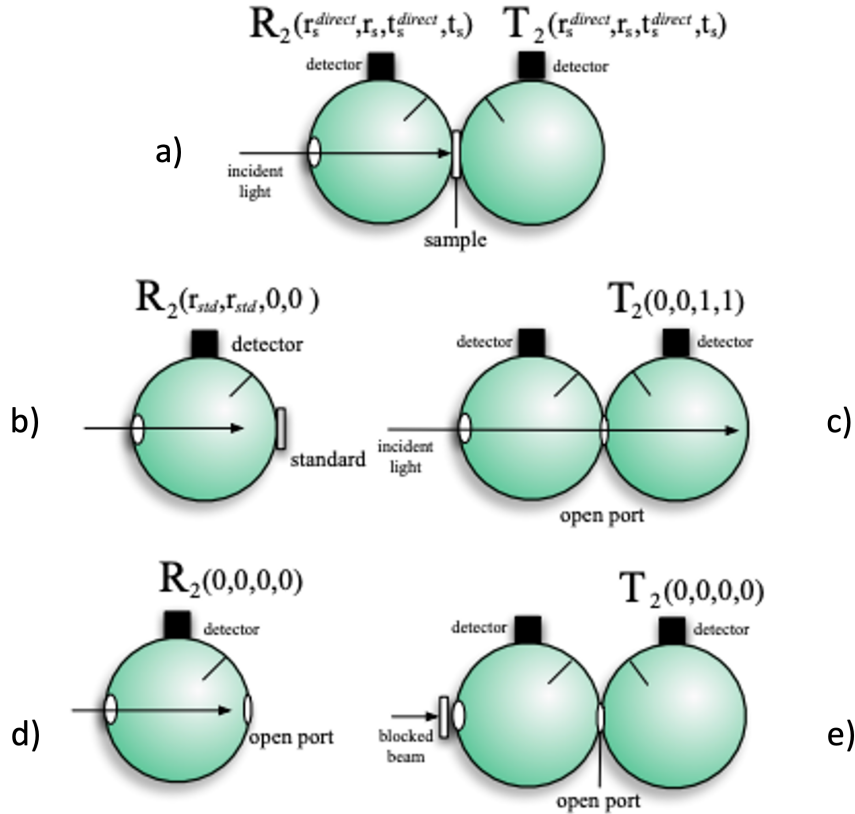 R₂(rₛᵈⁱʳᵉᶜᵗ,rₛ,tₛᵈⁱʳᵉᶜᵗ,tₛ) T₂(rₛᵈⁱʳᵉᶜᵗ,rₛ,tₛᵈⁱʳᵉᶜᵗ,tₛ)
detector detector
a)
incident
light
sample
R₂(r_std,r_std,0,0 ) T₂(0,0,1,1)
detector detector detector
b) c)
incident
light
standard
open port
R₂(0,0,0,0) T₂(0,0,0,0)
detector detector detector
d) e)
open port
blocked
beam
open port